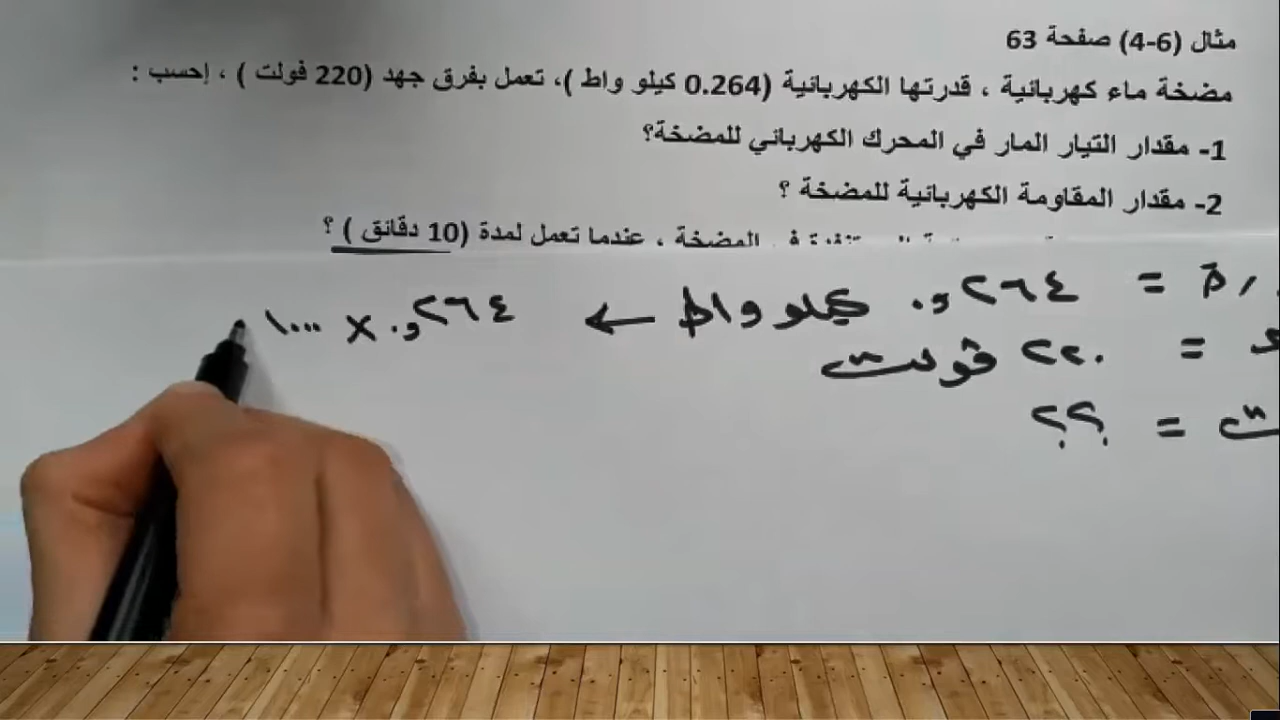 مثال (6-4) صفحة 63
مضخة ماء كهربائية ، قدرتها الكهربائية (0.264 كيلو واط )، تعمل بفرق جهد (220 فولت ) ، إحسب :
1- مقدار التيار المار في المحرك الكهربائي للمضخة؟
2- مقدار المقاومة الكهربائية للمضخة ؟
المضخة ، عندما تعمل لمدة (10 دقائق ) ؟
= ٠,٢٦٤ كيلو واط ← ٠,٢٦٤ × ١٠٠٠
= ٢٢٠ فولت
ت = ؟؟